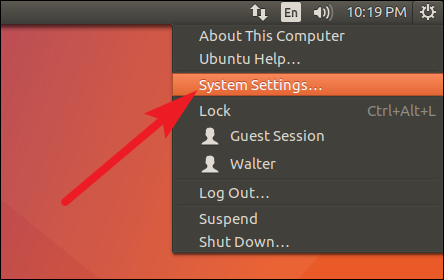 En 10:19 PM
About This Computer
Ubuntu Help...
System Settings...
Lock Ctrl+Alt+L
Guest Session
Walter
Log Out...
Suspend
Shut Down...